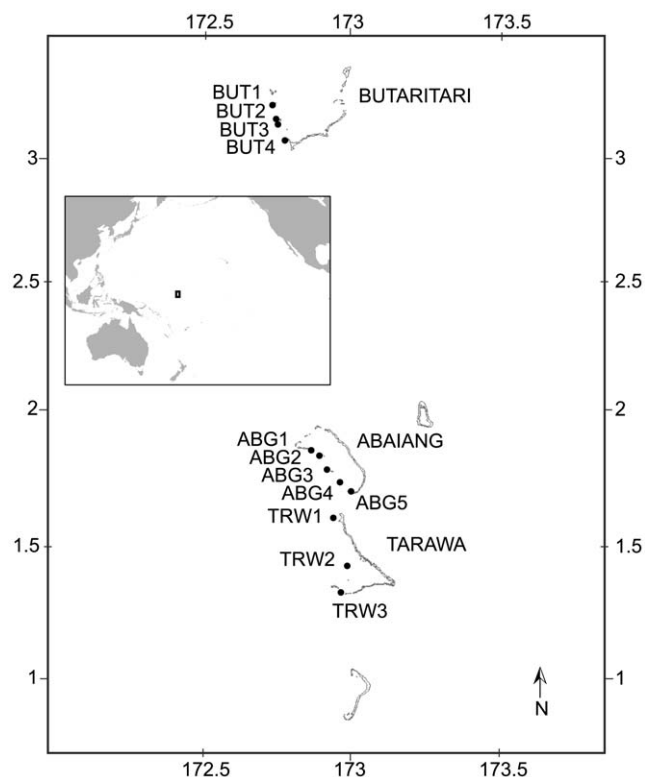 172.5 173 173.5
BUT1
BUT2
BUT3
BUT4
BUTARITARI
3 3
2.5 2.5
2 2
ABG1
ABG2
ABG3
ABG4
ABG5
ABAIANG
TRW1
TARAWA
1.5 1.5
TRW2
TRW3
1 1
N
172.5 173 173.5